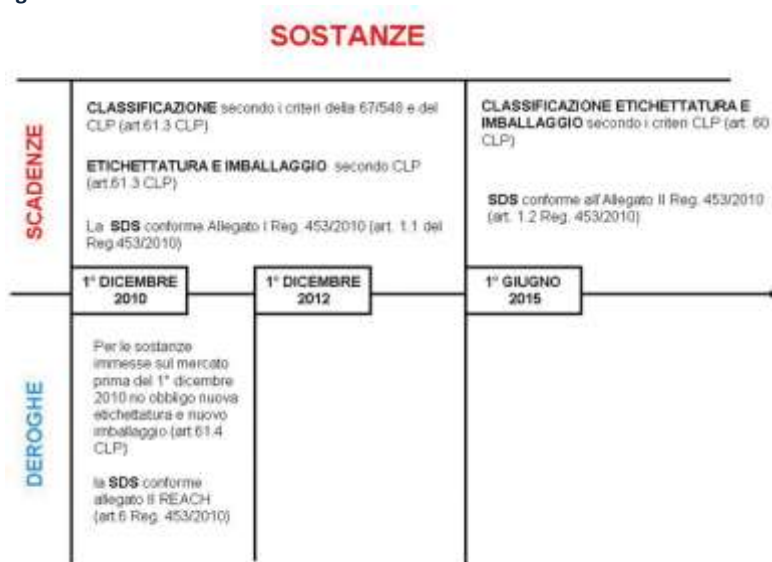 SOSTANZE
SCADENZE
CLASSIFICAZIONE secondo i criteri della 67/548 e del
CLP (art.61.3 CLP)
ETICHETTATURA E IMBALLAGGIO secondo CLP
(art.61.3 CLP)
La SDS conforme Allegato I Reg. 453/2010 (art. 1.1 del
Reg.453/2010)
CLASSIFICAZIONE ETICHETTATURA E
IMBALLAGGIO secondo i criteri CLP (art. 60
CLP)
SDS conforme all'Allegato II Reg. 453/2010
(art. 1.2 Reg. 453/2010)
1° DICEMBRE
2010
1° DICEMBRE
2012
1° GIUGNO
2015
DEROGHE
Per le sostanze
immesse sul mercato
prima del 1° dicembre
2010 no obbligo nuova
etichettatura e nuovo
imballaggio (art.61.4
CLP)
la SDS conforme
allegato II REACH
(art.6 Reg. 453/2010)